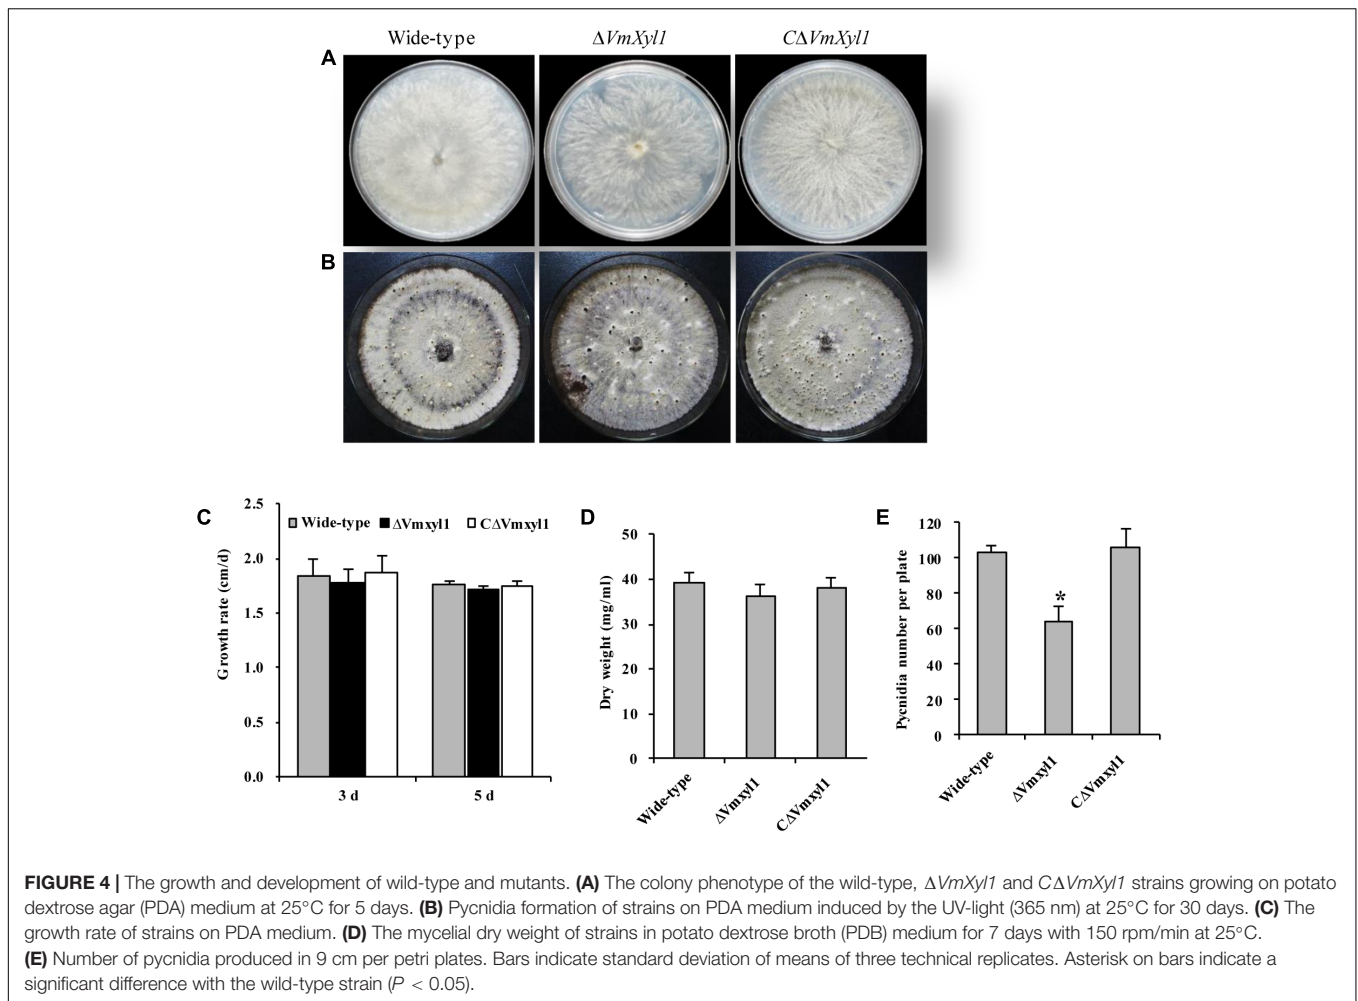 Wide-type ΔVmXyl1 CΔVmXyl1
A
B
C
Growth rate (cm/d)
2.5
2.0
1.5
1.0
0.5
0.0
Wide-type ΔVmxyl1 CΔVmxyl1
3 d 5 d
D
Dry weight (mg/ml)
50
40
30
20
10
0
Wide-type ΔVmxyl1 CΔVmxyl1
E
Pycnidia number per plate
120
100
80
60
40
20
0
*
Wide-type ΔVmxyl1 CΔVmxyl1
FIGURE 4 | The growth and development of wild-type and mutants. (A) The colony phenotype of the wild-type, ΔVmXyl1 and CΔVmXyl1 strains growing on potato
dextrose agar (PDA) medium at 25°C for 5 days. (B) Pycnidia formation of strains on PDA medium induced by the UV-light (365 nm) at 25°C for 30 days. (C) The
growth rate of strains on PDA medium. (D) The mycelial dry weight of strains in potato dextrose broth (PDB) medium for 7 days with 150 rpm/min at 25°C.
(E) Number of pycnidia produced in 9 cm per petri plates. Bars indicate standard deviation of means of three technical replicates. Asterisk on bars indicate a
significant difference with the wild-type strain (P < 0.05).